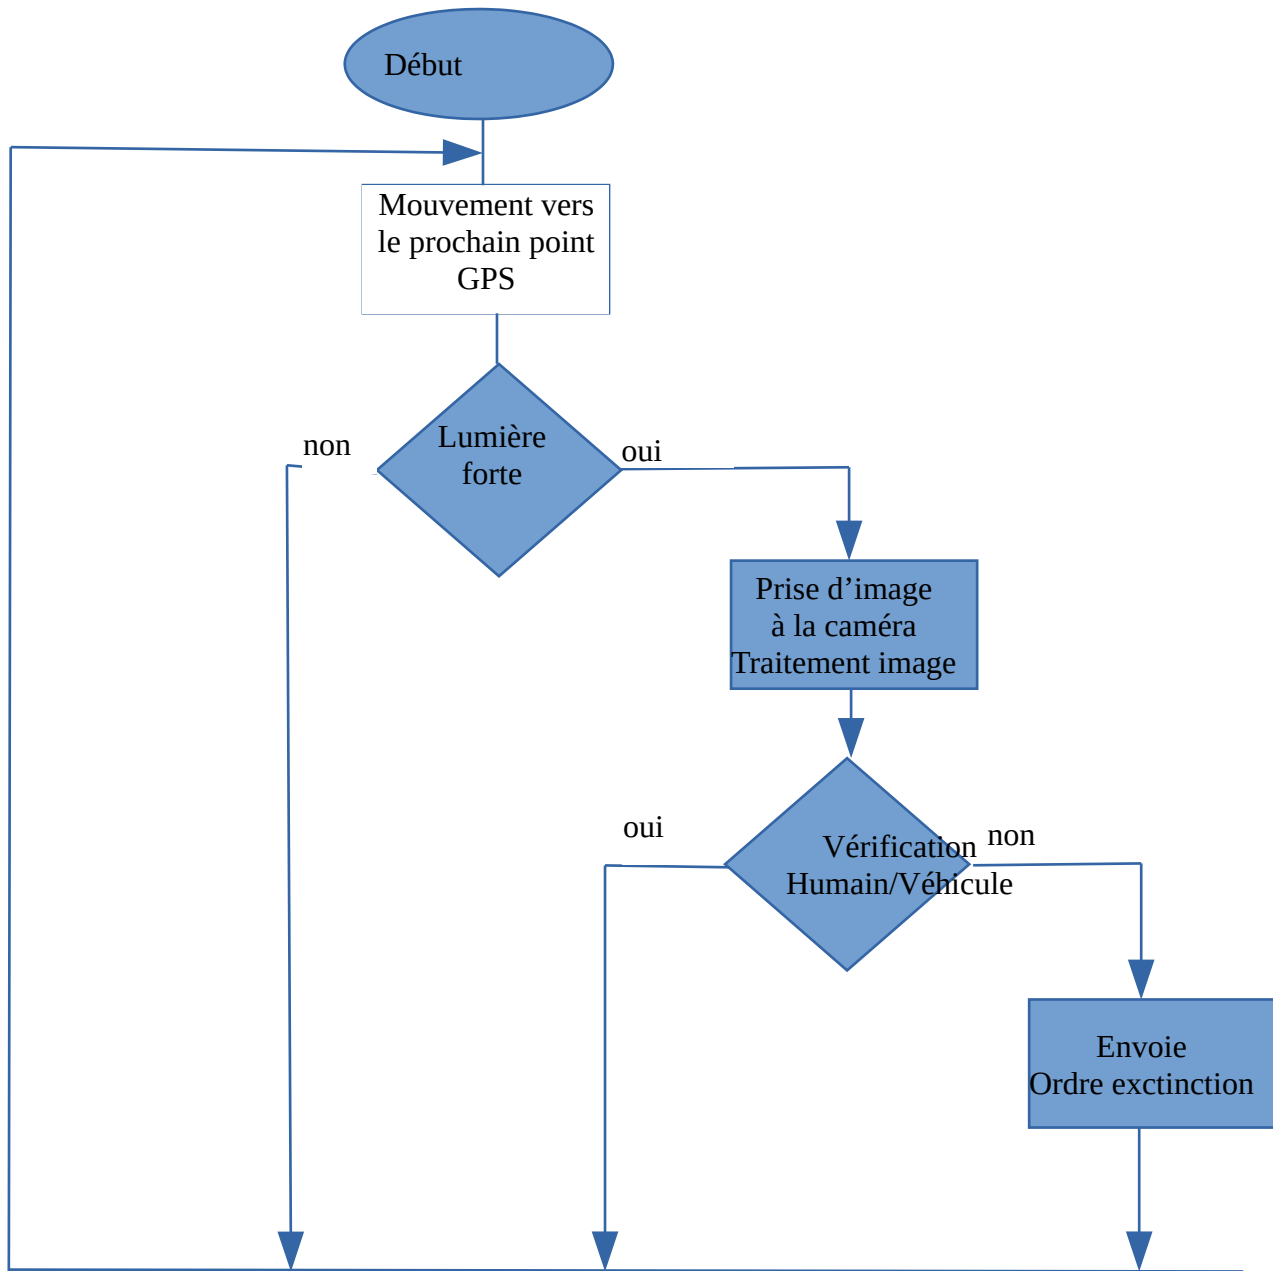 Début
Mouvement vers
le prochain point
GPS
Lumière
forte
non
oui
Prise d’image
à la caméra
Traitement image
oui
Vérification
Humain/Véhicule
non
Envoie
Ordre exctinction